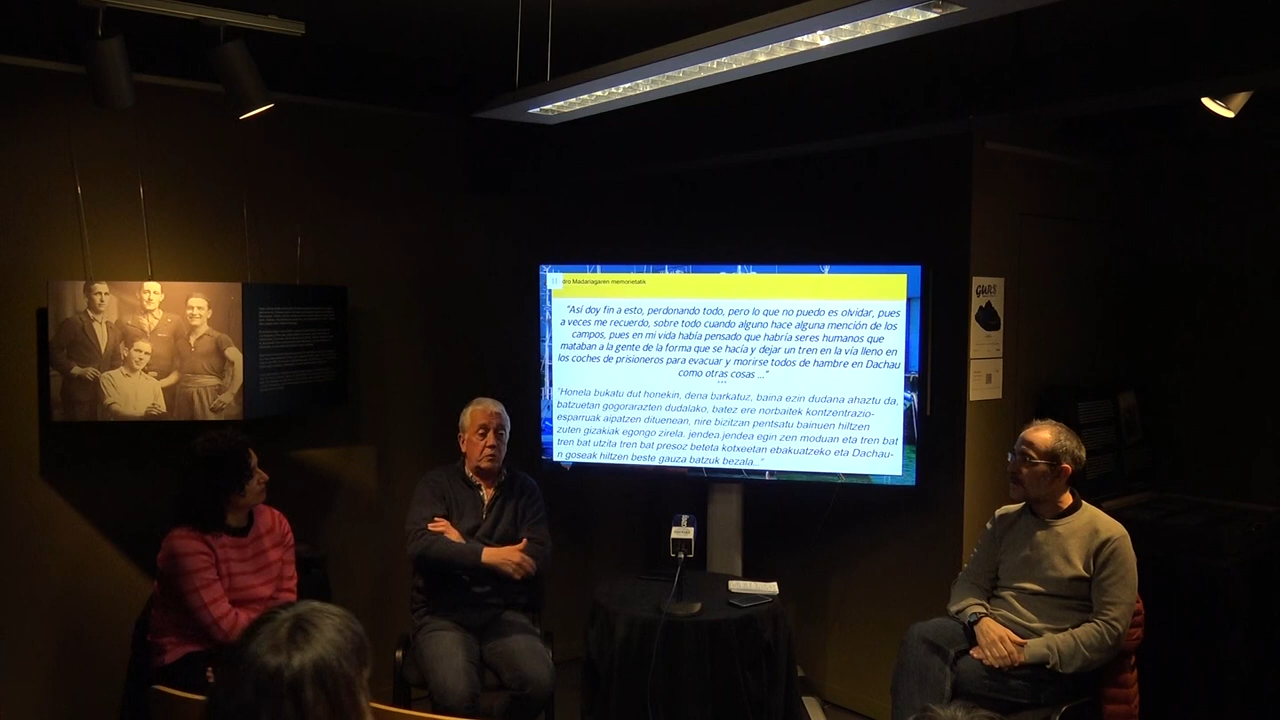 11
dro Madariagaren memorietatik
"Así doy fin a esto, perdonando todo, pero lo que no puedo es olvidar, pues
a veces me recuerdo, sobre todo cuando alguno hace alguna mención de los
campos, pues en mi vida había pensado que habría seres humanos que
mataban a la gente de la forma que se hacía y dejar un tren en la vía lleno en
los coches de prisioneros para evacuar y morirse todos de hambre en Dachau
como otras cosas ..."
...
"Honela bukatu dut honekin, dena barkatuz, baina ezin dudana ahaztu da,
batzuetan gogorarazten dudalako, batez ere norbaitek kontzentrazio-
esparruak aipatzen dituenean, nire bizitzan pentsatu bainuen hiltzen
zuten gizakiak egongo zirela. jendea.jendea egin zen moduan eta tren bat
tren bat utzita tren bat presoz beteta kotxeetan ebakuatzeko eta Dachau-
n goseak hiltzen beste gauza batzuk bezala..."
GURS